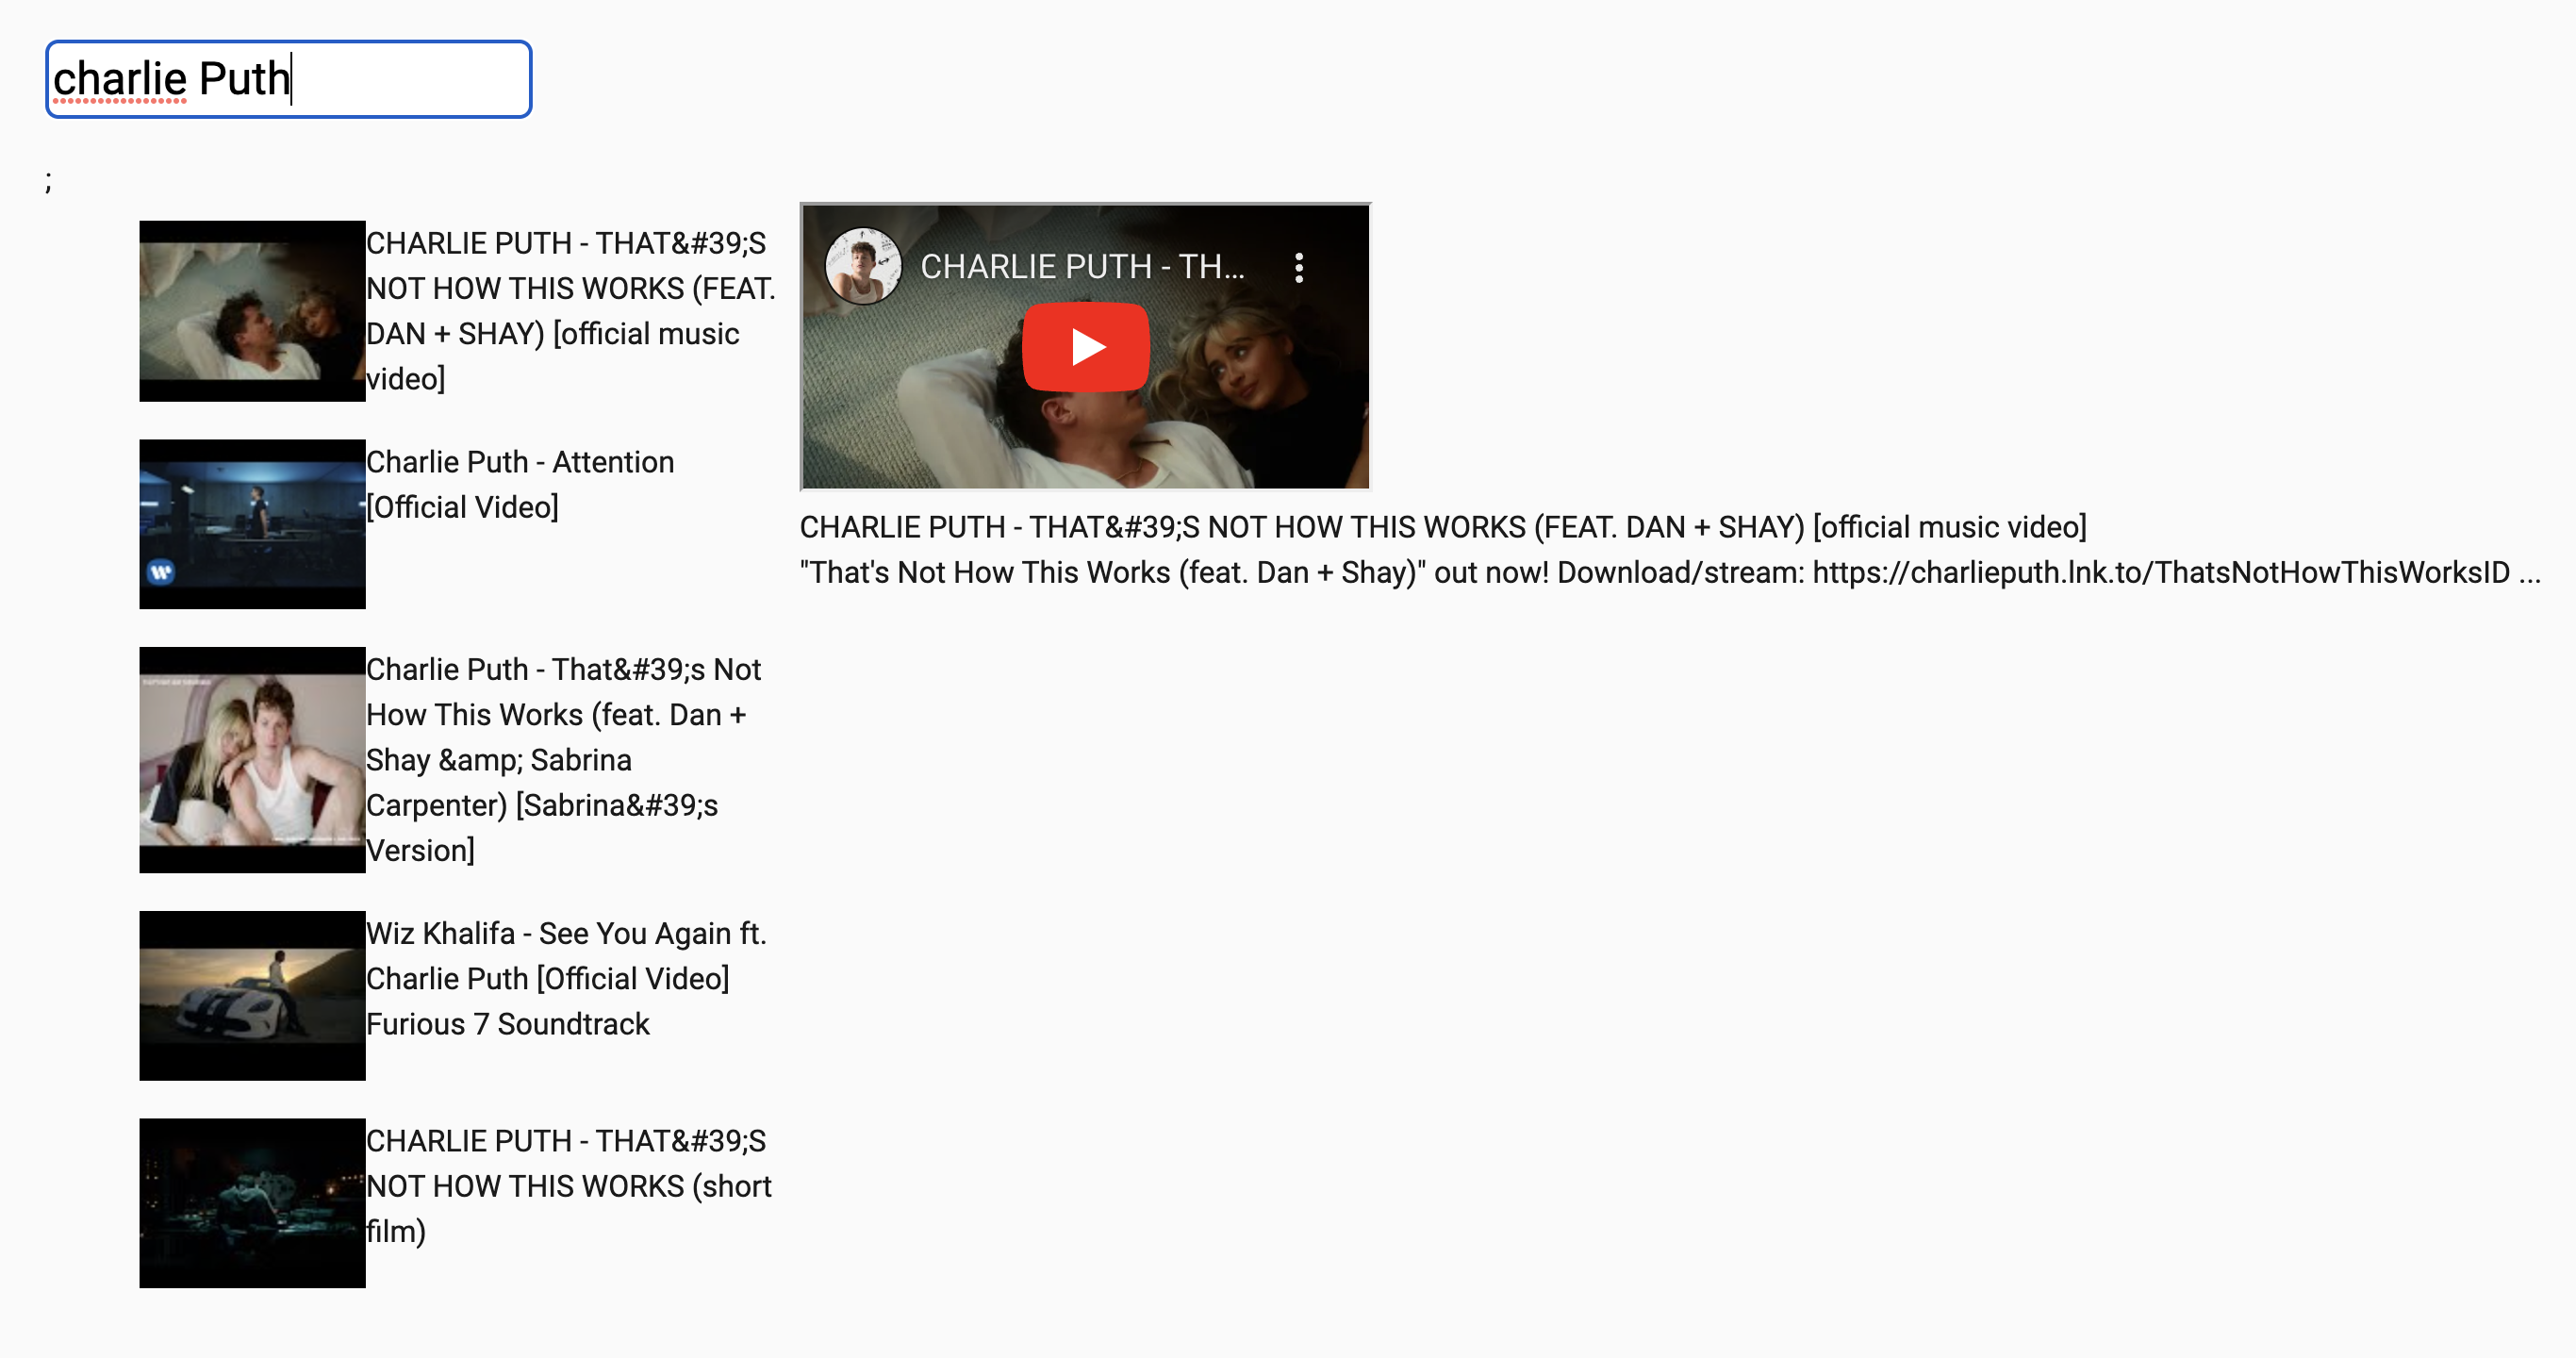 charlie Puth
;
CHARLIE PUTH - THAT&#39;S
NOT HOW THIS WORKS (FEAT.
DAN + SHAY) [official music
video]
Charlie Puth - Attention
[Official Video]
Charlie Puth - That&#39;s Not
How This Works (feat. Dan +
Shay &amp; Sabrina
Carpenter) [Sabrina&#39;s
Version]
Wiz Khalifa - See You Again ft.
Charlie Puth [Official Video]
Furious 7 Soundtrack
CHARLIE PUTH - THAT&#39;S
NOT HOW THIS WORKS (short
film)
CHARLIE PUTH - TH...
CHARLIE PUTH - THAT&#39;S NOT HOW THIS WORKS (FEAT. DAN + SHAY) [official music video]
"That's Not How This Works (feat. Dan + Shay)" out now! Download/stream: https://charlieputh.lnk.to/ThatsNotHowThisWorksID ...